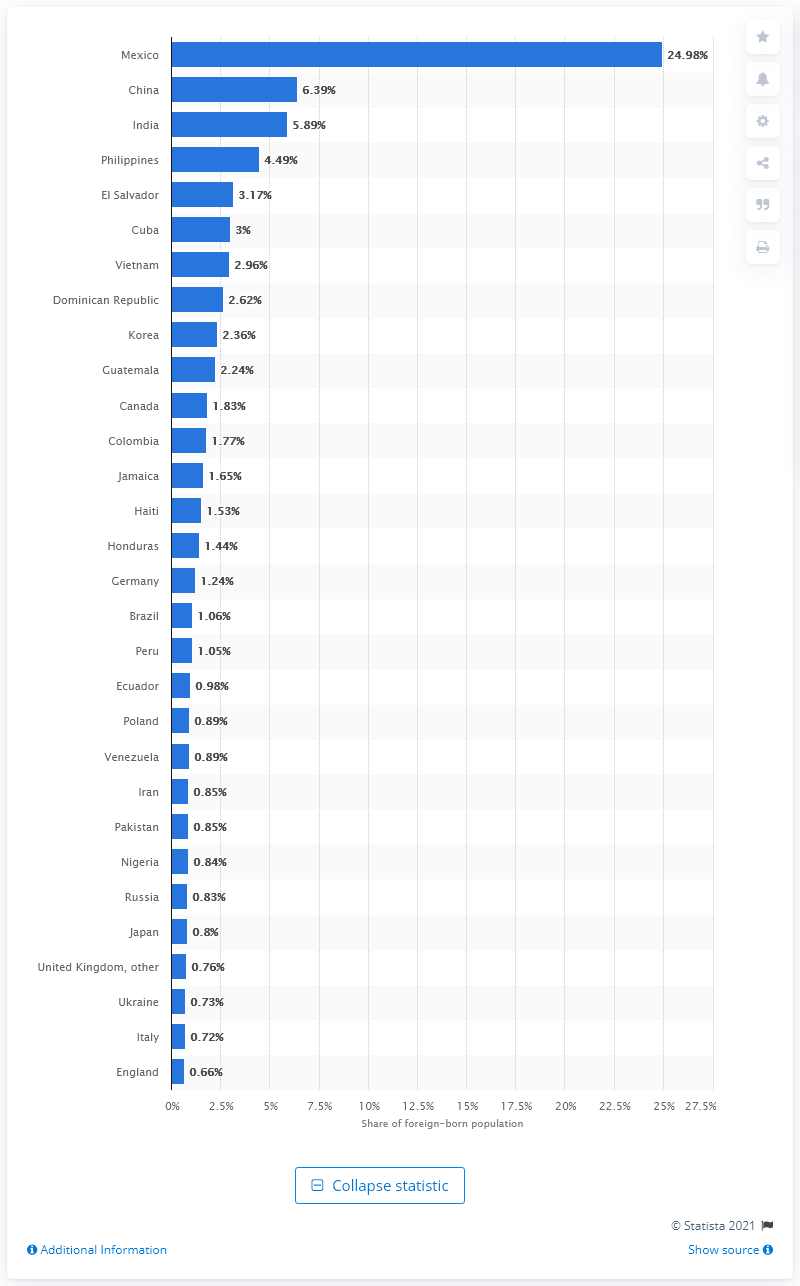 Mexico 24.98%
China 6.39%
India 5.89%
Philippines 4.49%
El Salvador 3.17%
Cuba 3%
Vietnam 2.96%
Dominican Republic 2.62%
Korea 2.36%
Guatemala 2.24%
Canada 1.83%
Colombia 1.77%
Jamaica 1.65%
Haiti 1.53%
Honduras 1.44%
Germany 1.24%
Brazil 1.06%
Peru 1.05%
Ecuador 0.98%
Poland 0.89%
Venezuela 0.89%
Iran 0.85%
Pakistan 0.85%
Nigeria 0.84%
Russia 0.83%
Japan 0.8%
United Kingdom, other 0.76%
Ukraine 0.73%
Italy 0.72%
England 0.66%
0% 2.5% 5% 7.5% 10% 12.5% 15% 17.5% 20% 22.5% 25% 27.5%
Share of foreign-born population
Collapse statistic
© Statista 2021
Additional Information Show source